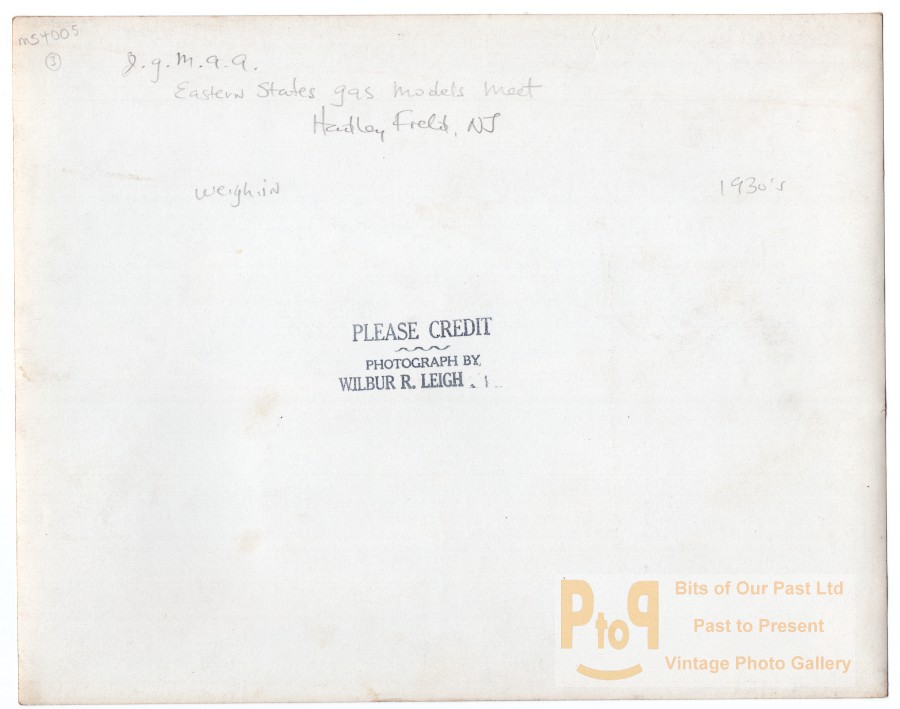 ms4005
3
I.g.M.a.a.
Eastern States gas Models Meet
Hadley Field, NJ
weigh-in
1930's
PLEASE CREDIT
PHOTOGRAPH BY
WILBUR R. LEIGH
PtoP
Bits of Our Past Ltd
Past to Present
Vintage Photo Gallery